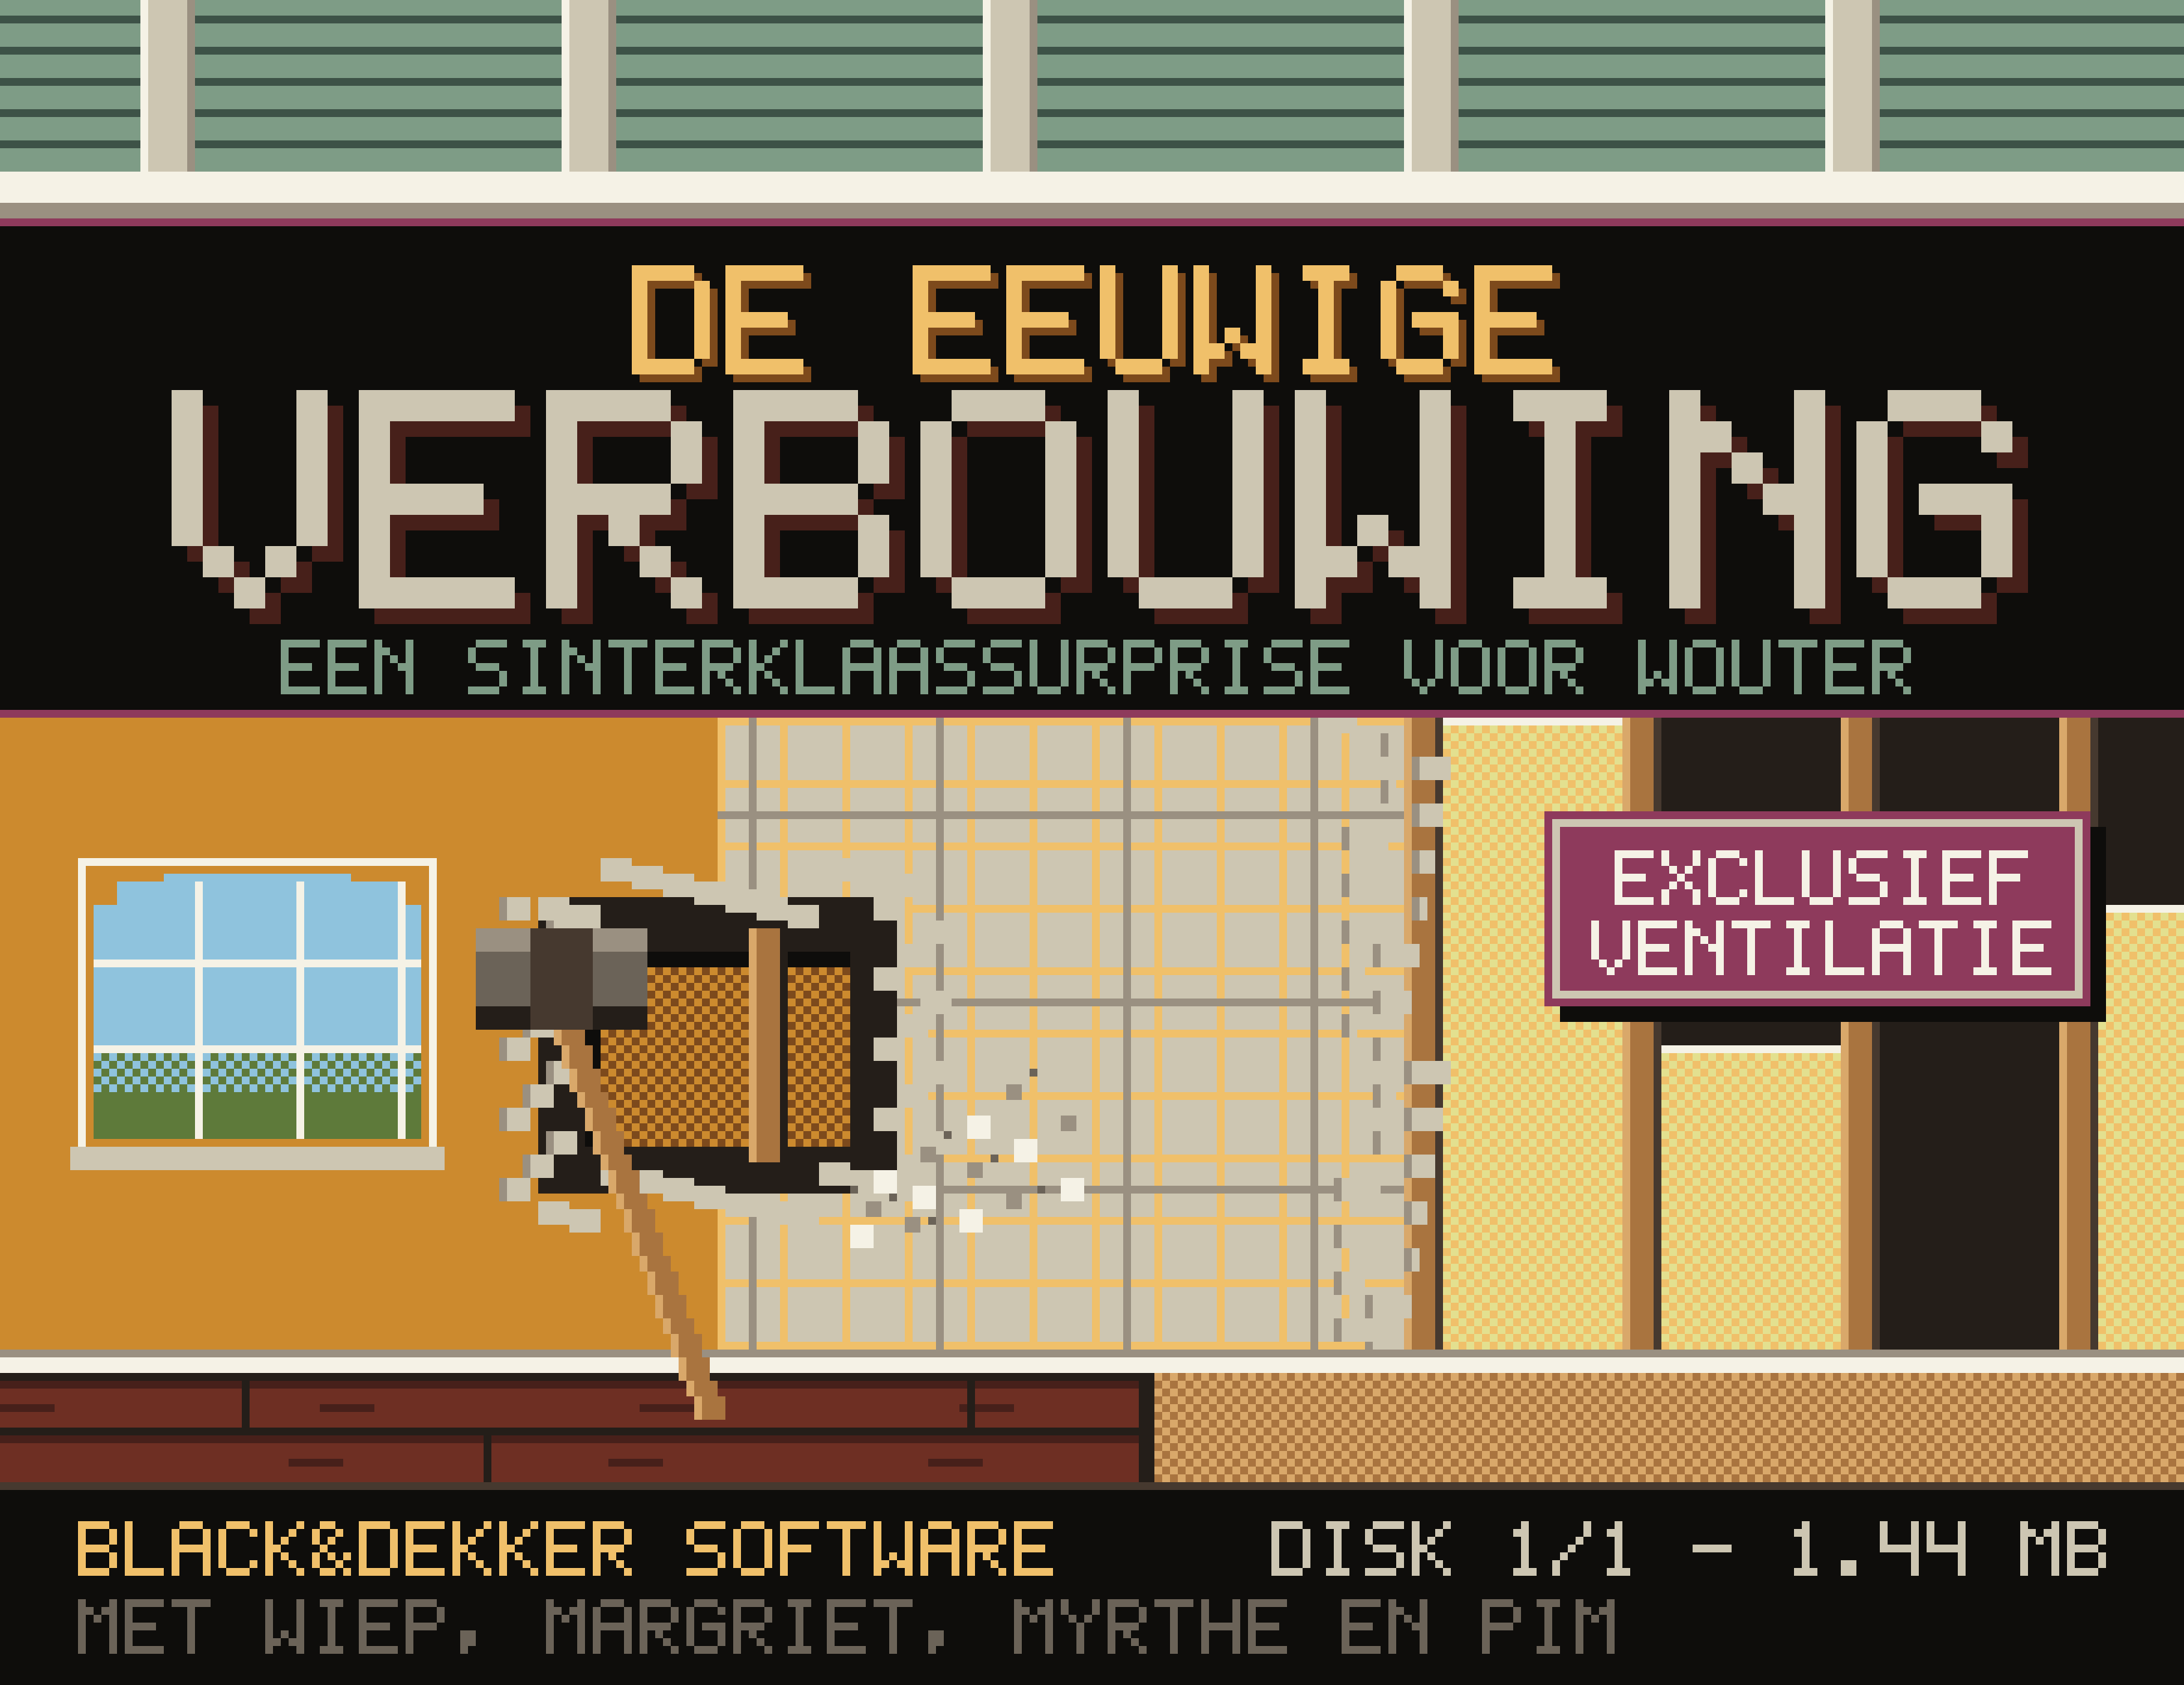 DE EEUWIGE
VERBOUWING
EEN SINTERKLAASSURPRISE VOOR WOUTER
EXCLUSIEF
VENTILATIE
BLACK&DEKKER SOFTWARE
DISK 1/1 - 1.44 MB
MET WIEP, MARGRIET, MYRTHE EN PIM